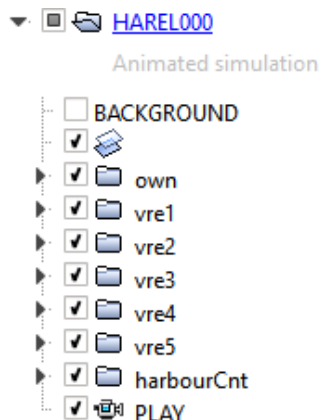 HAREL000
Animated simulation
BACKGROUND
own
vre1
vre2
vre3
vre4
vre5
harbourCnt
PLAY